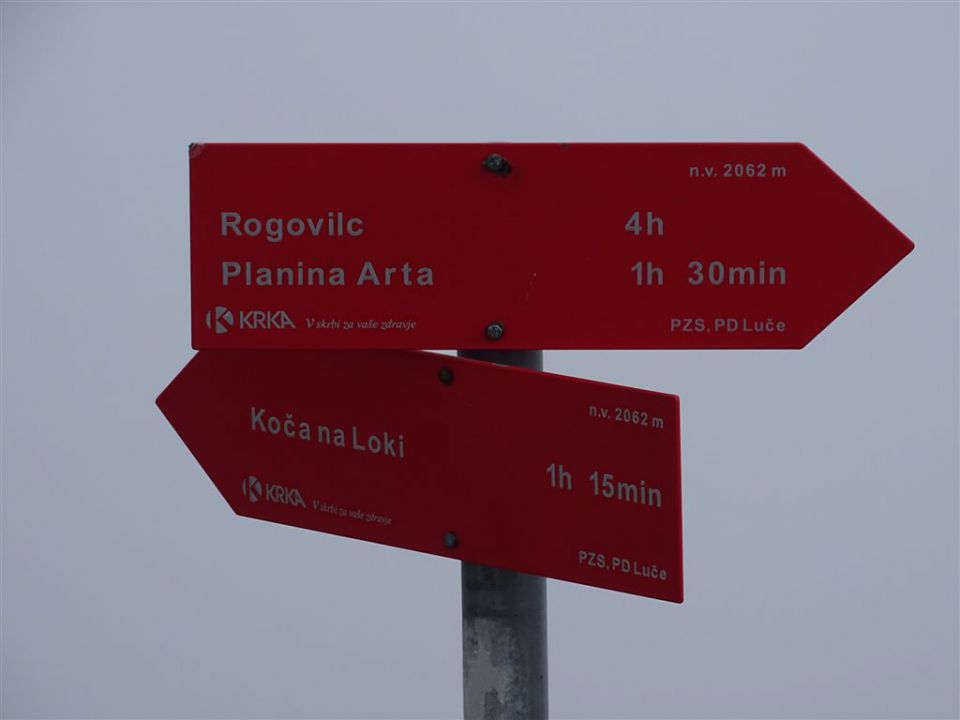 n.v. 2062 m
Rogovilc 4h
Planina Arta 1h 30min
KRKA V skrbi za vaše zdravje PZS, PD Luče
n.v. 2062 m
Koča na Loki
1h 15min
KRKA V skrbi za vaše zdravje
PZS, PD Luče